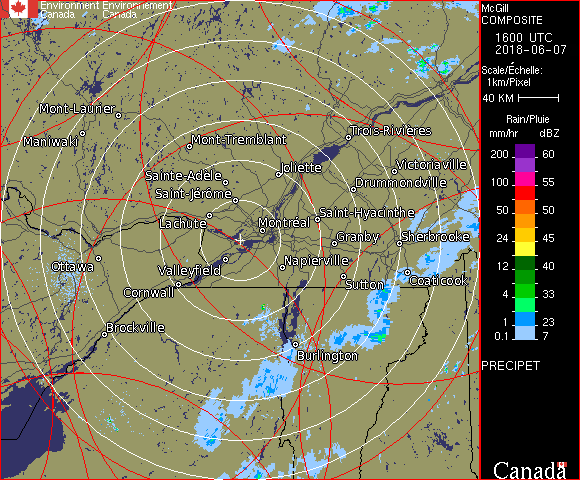 Environment Environnement
Canada Canada
McGill
COMPOSITE
1600 UTC
2018-06-07
Scale/Échelle:
1km/Pixel
40 KM
Rain/Pluie
mm/hr dBZ
200 60
100 55
50 50
24 45
12 40
4 33
1 23
0.1 7
PRECIPET
Canada
Mont-Laurier
Maniwaki
Mont-Tremblant
Trois-Rivières
Sainte-Adèle
Joliette
Victoriaville
Saint-Jérôme
Drummondville
Lachute
Montréal
Saint-Hyacinthe
Granby
Sherbrooke
Ottawa
Valleyfield
Napierville
Sutton
Coaticook
Cornwall
Brockville
Burlington